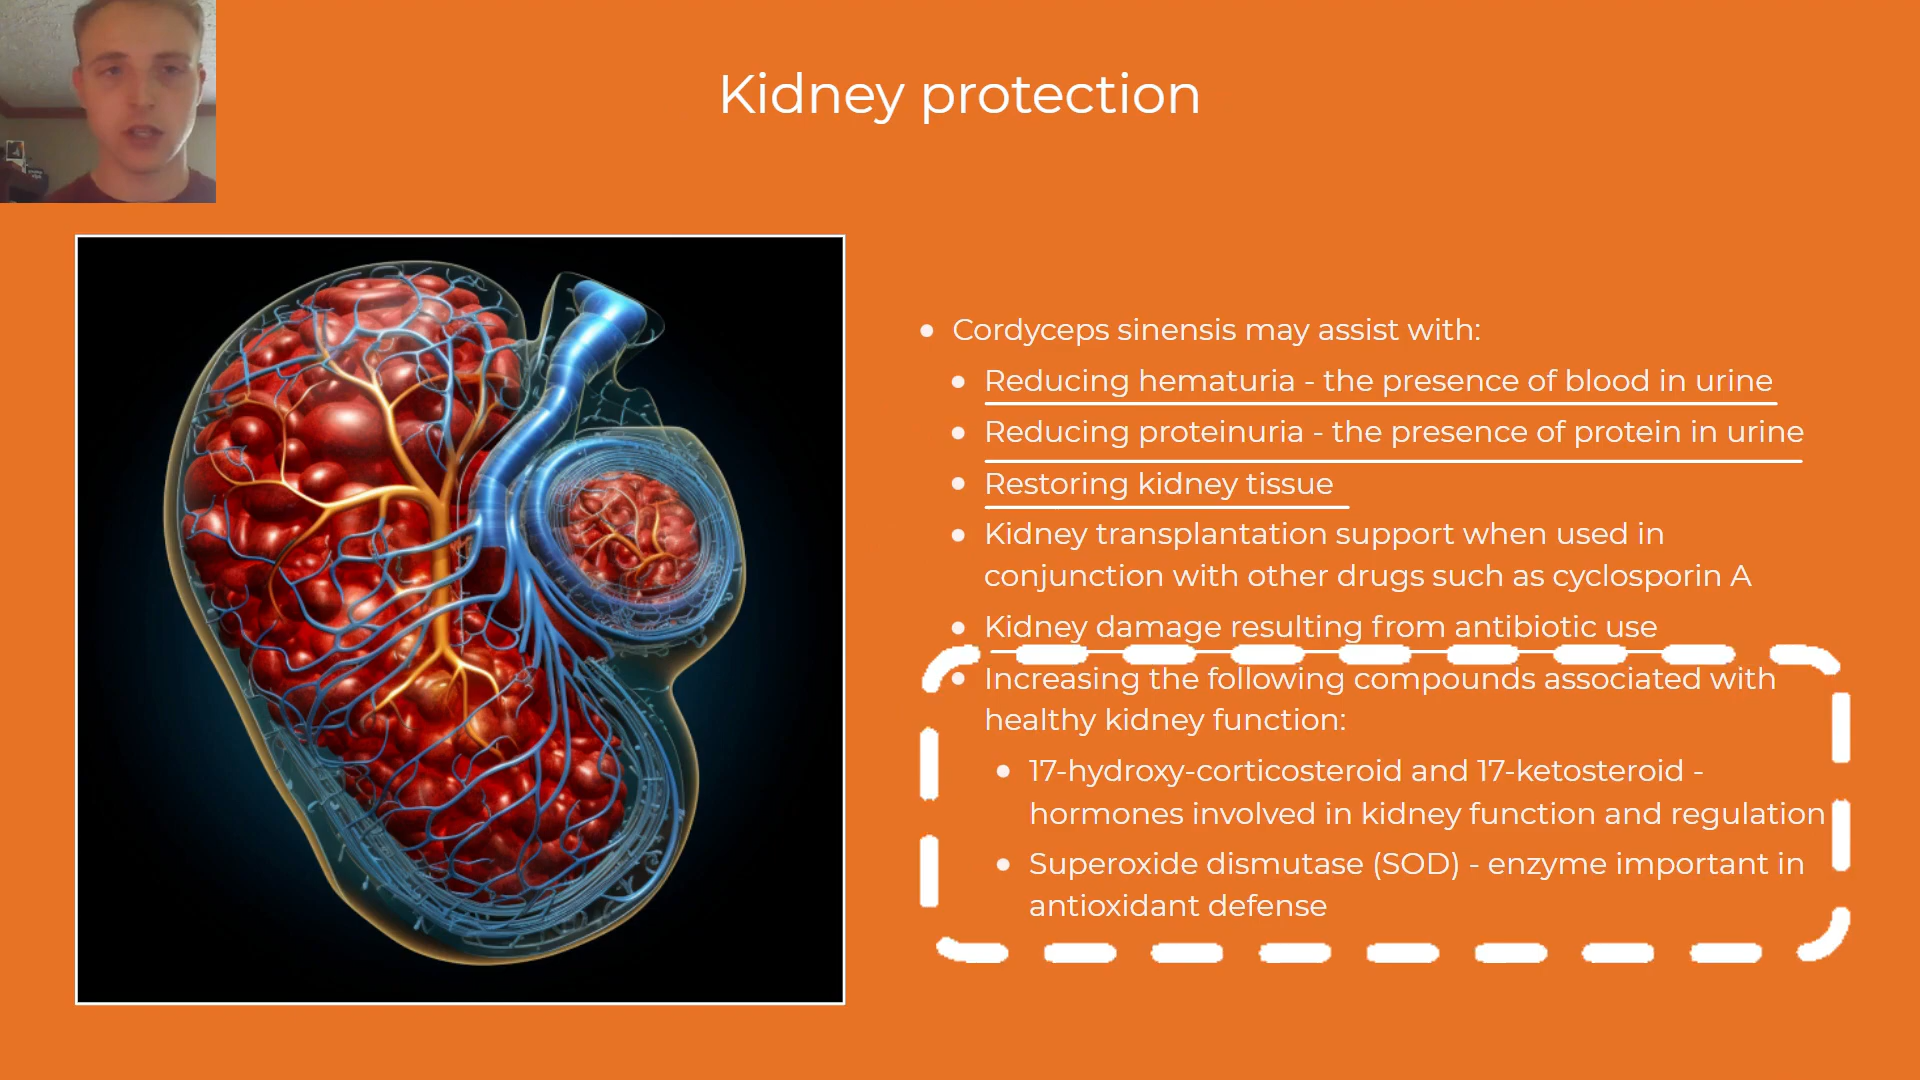 Kidney protection
Cordyceps sinensis may assist with:
Reducing hematuria - the presence of blood in urine
Reducing proteinuria - the presence of protein in urine
Restoring kidney tissue
Kidney transplantation support when used in
conjunction with other drugs such as cyclosporin A
Kidney damage resulting from antibiotic use
Increasing the following compounds associated with
healthy kidney function:
17-hydroxy-corticosteroid and 17-ketosteroid -
hormones involved in kidney function and regulation
Superoxide dismutase (SOD) - enzyme important in
antioxidant defense